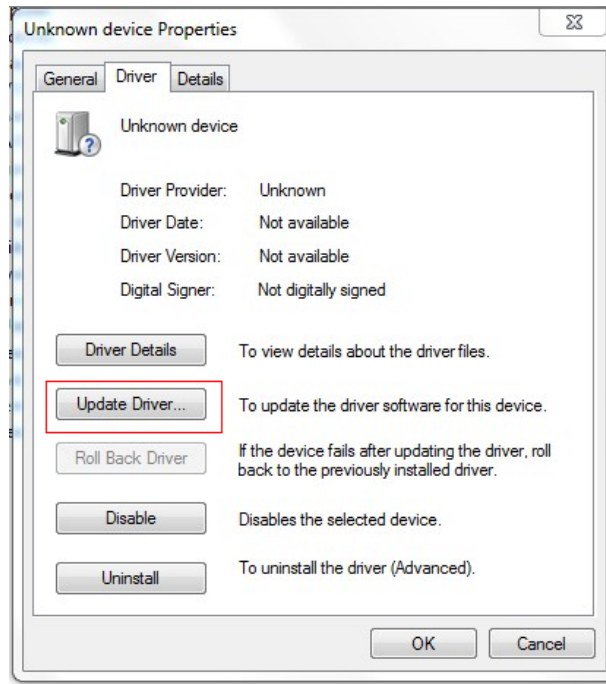 Unknown device Properties
General Driver Details
Unknown device
Driver Provider: Unknown
Driver Date: Not available
Driver Version: Not available
Digital Signer: Not digitally signed
Driver Details To view details about the driver files.
Update Driver... To update the driver software for this device.
Roll Back Driver If the device fails after updating the driver, roll
back to the previously installed driver.
Disable Disables the selected device.
Uninstall To uninstall the driver (Advanced).
OK Cancel